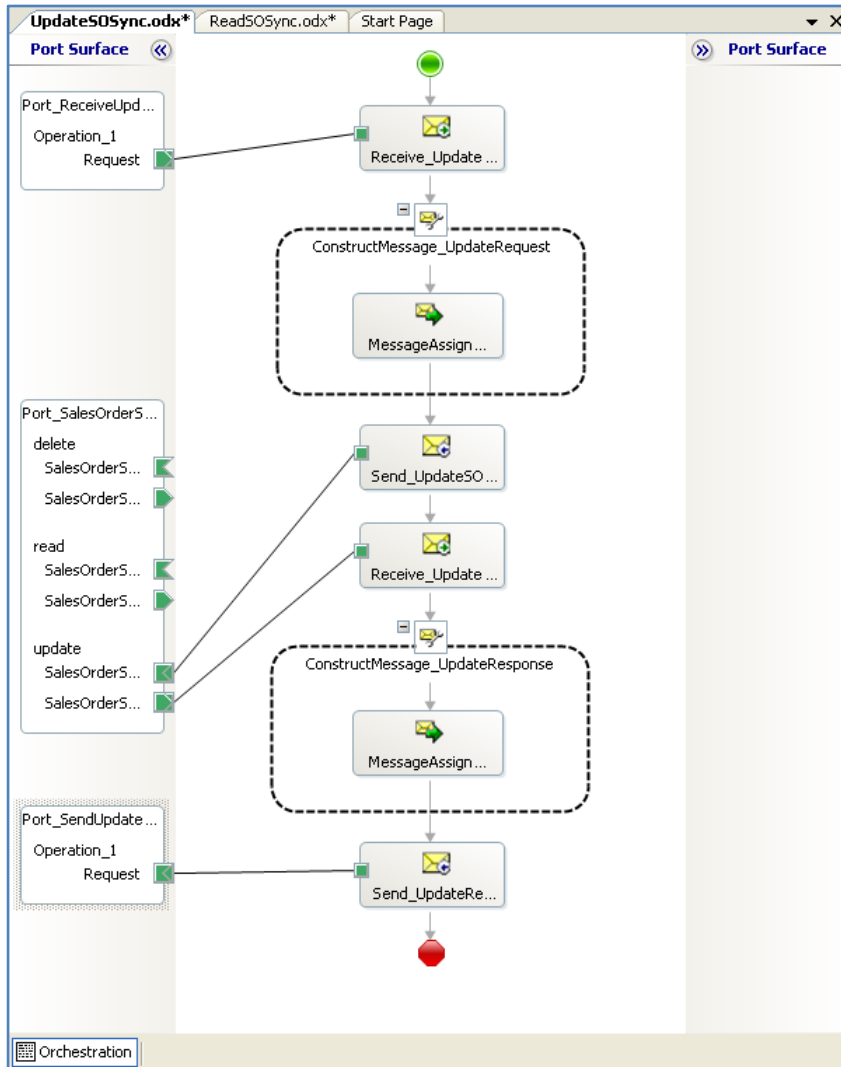 UpdateSOSync.odx* ReadSOSync.odx* Start Page
Port Surface
Port Surface
Port_ReceiveUpd...
Operation_1
Request
Receive_Update ...
ConstructMessage_UpdateRequest
MessageAssign...
Port_SalesOrderS...
delete
SalesOrderS...
SalesOrderS...
read
SalesOrderS...
SalesOrderS...
update
SalesOrderS...
SalesOrderS...
Send_UpdateSO...
Receive_Update ...
ConstructMessage_UpdateResponse
MessageAssign...
Port_SendUpdate...
Operation_1
Request
Send_UpdateRe...
Orchestration